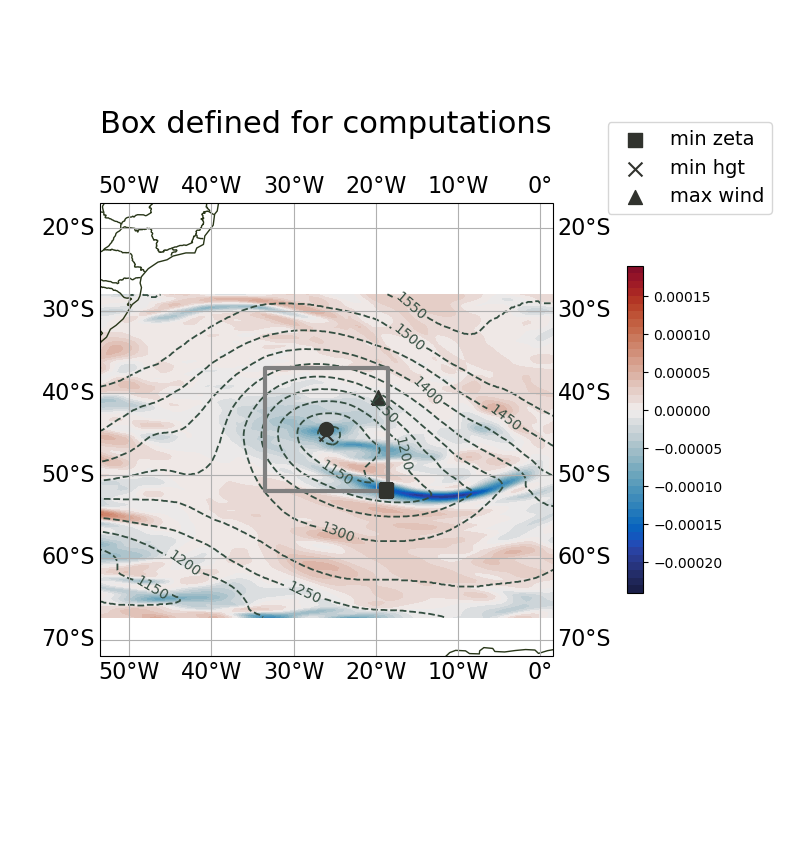 Box defined for computations
min zeta
min hgt
max wind
50°W 40°W 30°W 20°W 10°W 0°
20°S 20°S
30°S 30°S
40°S 40°S
50°S 50°S
60°S 60°S
70°S 70°S
50°W 40°W 30°W 20°W 10°W 0°
1550
1500
1400
1450
1200
1150
1300
1200
1150
1250
0.00015
0.00010
0.00005
0.00000
−0.00005
−0.00010
−0.00015
−0.00020